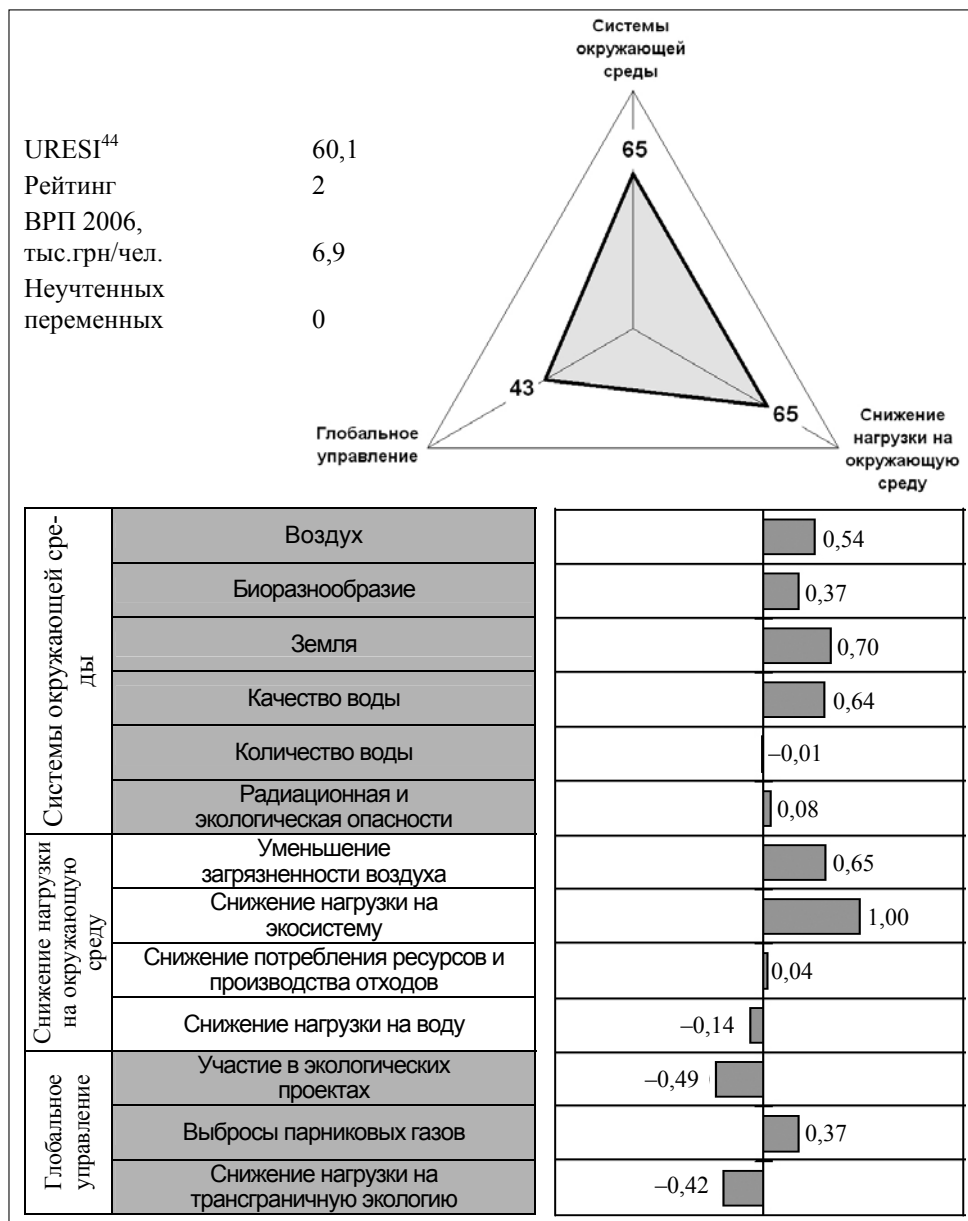 Системы
окружающей
среды
URESI44 60,1
Рейтинг 2
ВРП 2006,
тыс.грн/чел. 6,9
Неучтенных
переменных 0
65
43
65
Глобальное
управление
Снижение
нагрузки на
окружающую
среду
Системы окружающей сре-
ды
Воздух 0,54
Биоразнообразие 0,37
Земля 0,70
Качество воды 0,64
Количество воды –0,01
Радиационная и
экологическая опасности 0,08
Снижение нагрузки
на окружающую
среду
Уменьшение
загрязненности воздуха 0,65
Снижение нагрузки на
экосистему 1,00
Снижение потребления ресурсов и
производства отходов 0,04
Снижение нагрузки на воду –0,14
Глобальное
управление
Участие в экологических
проектах –0,49
Выбросы парниковых газов 0,37
Снижение нагрузки на
трансграничную экологию –0,42